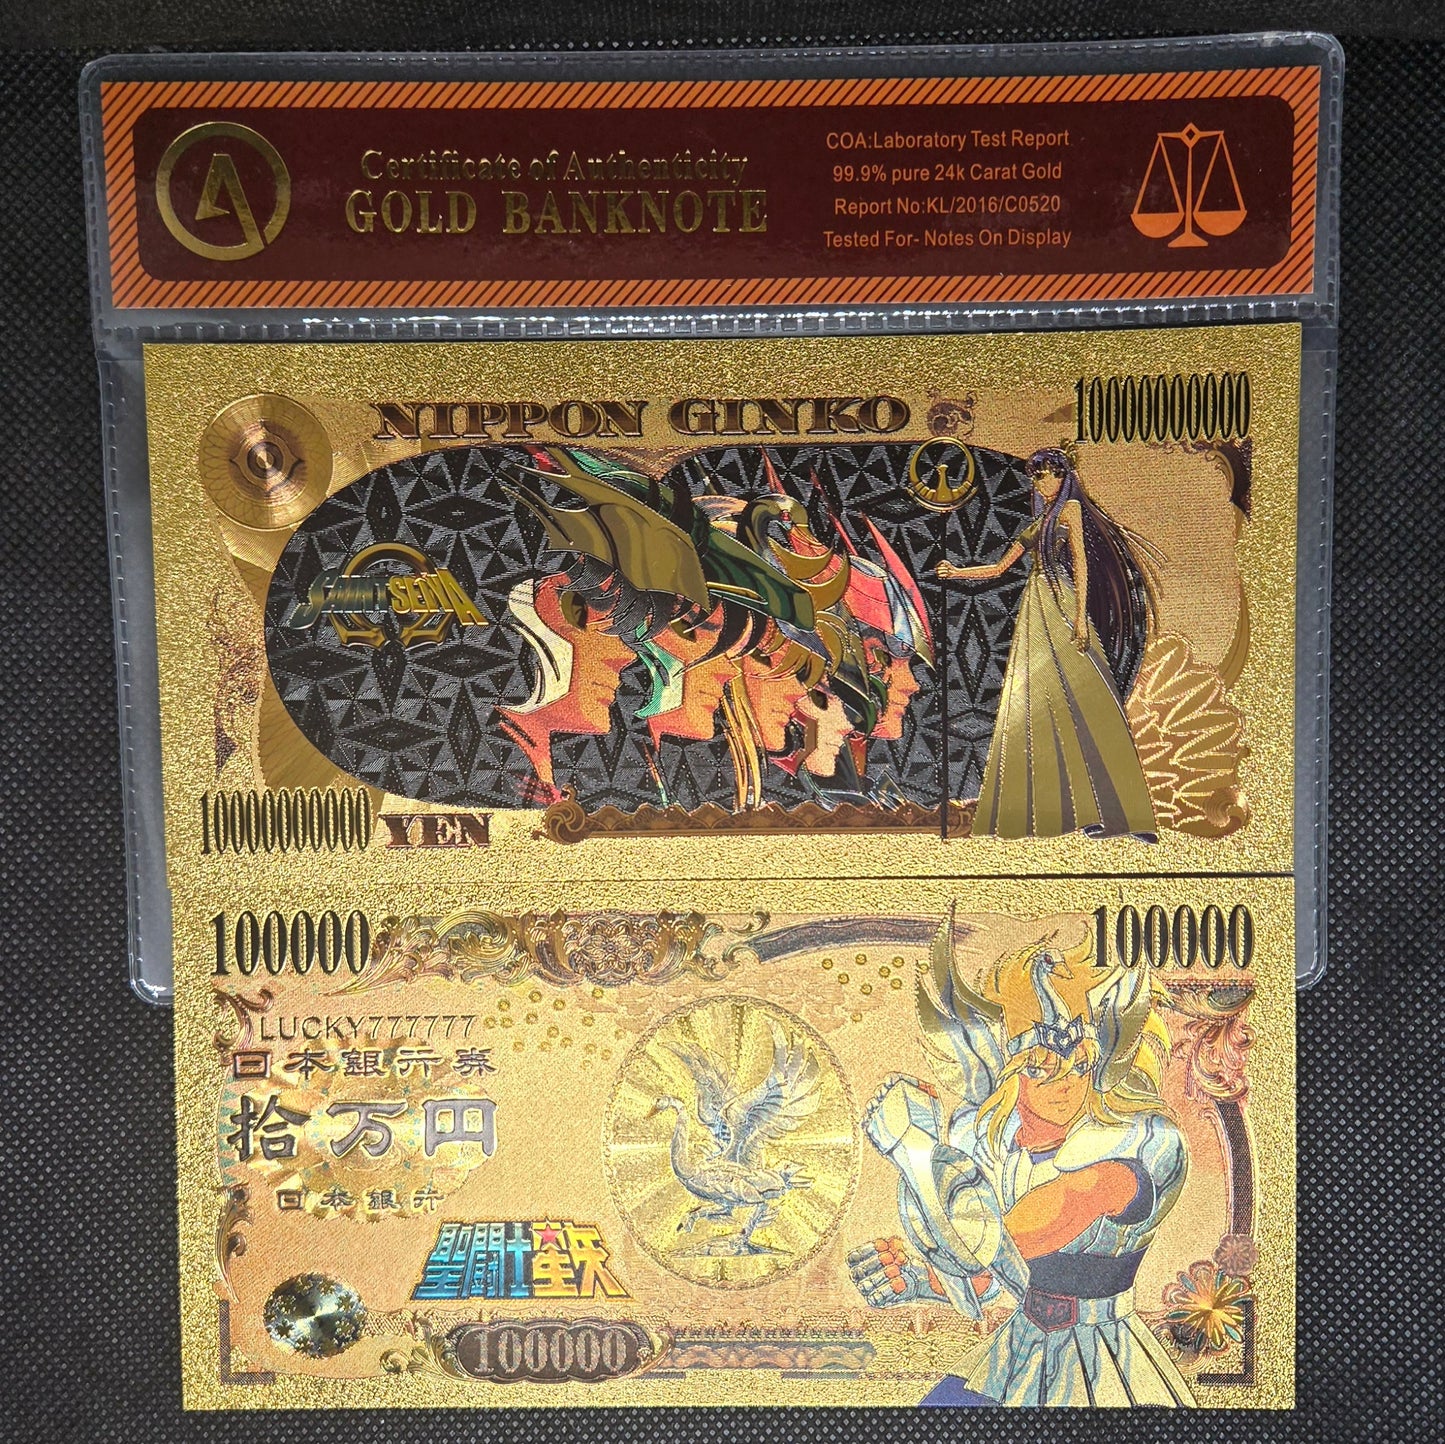 Certificate of Authenticity
GOLD BANKNOTE
COA:Laboratory Test Report
99.9% pure 24k Carat Gold
Report No:KL/2016/C0520
Tested For- Notes On Display
NIPPON GINKO
10000000000
SAINT SEIYA
10000000000 YEN
100000
100000
LUCKY777777
日本銀行券
拾万円
日本銀行
聖闘士星矢
100000